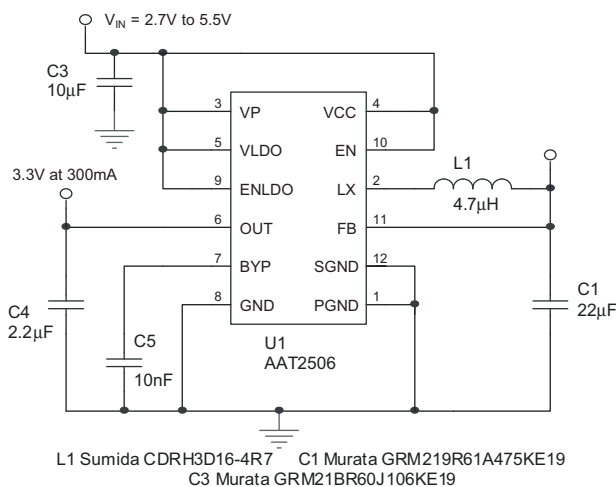 V_IN = 2.7V to 5.5V
C3
10μF
3 VP VCC 4
5 VLDO EN 10
9 ENLDO LX 2
6 OUT FB 11
7 BYP SGND 12
8 GND PGND 1
L1
4.7μH
3.3V at 300mA
C4
2.2μF
C5
10nF
C1
22μF
U1
AAT2506
L1 Sumida CDRH3D16-4R7 C1 Murata GRM219R61A475KE19
C3 Murata GRM21BR60J106KE19